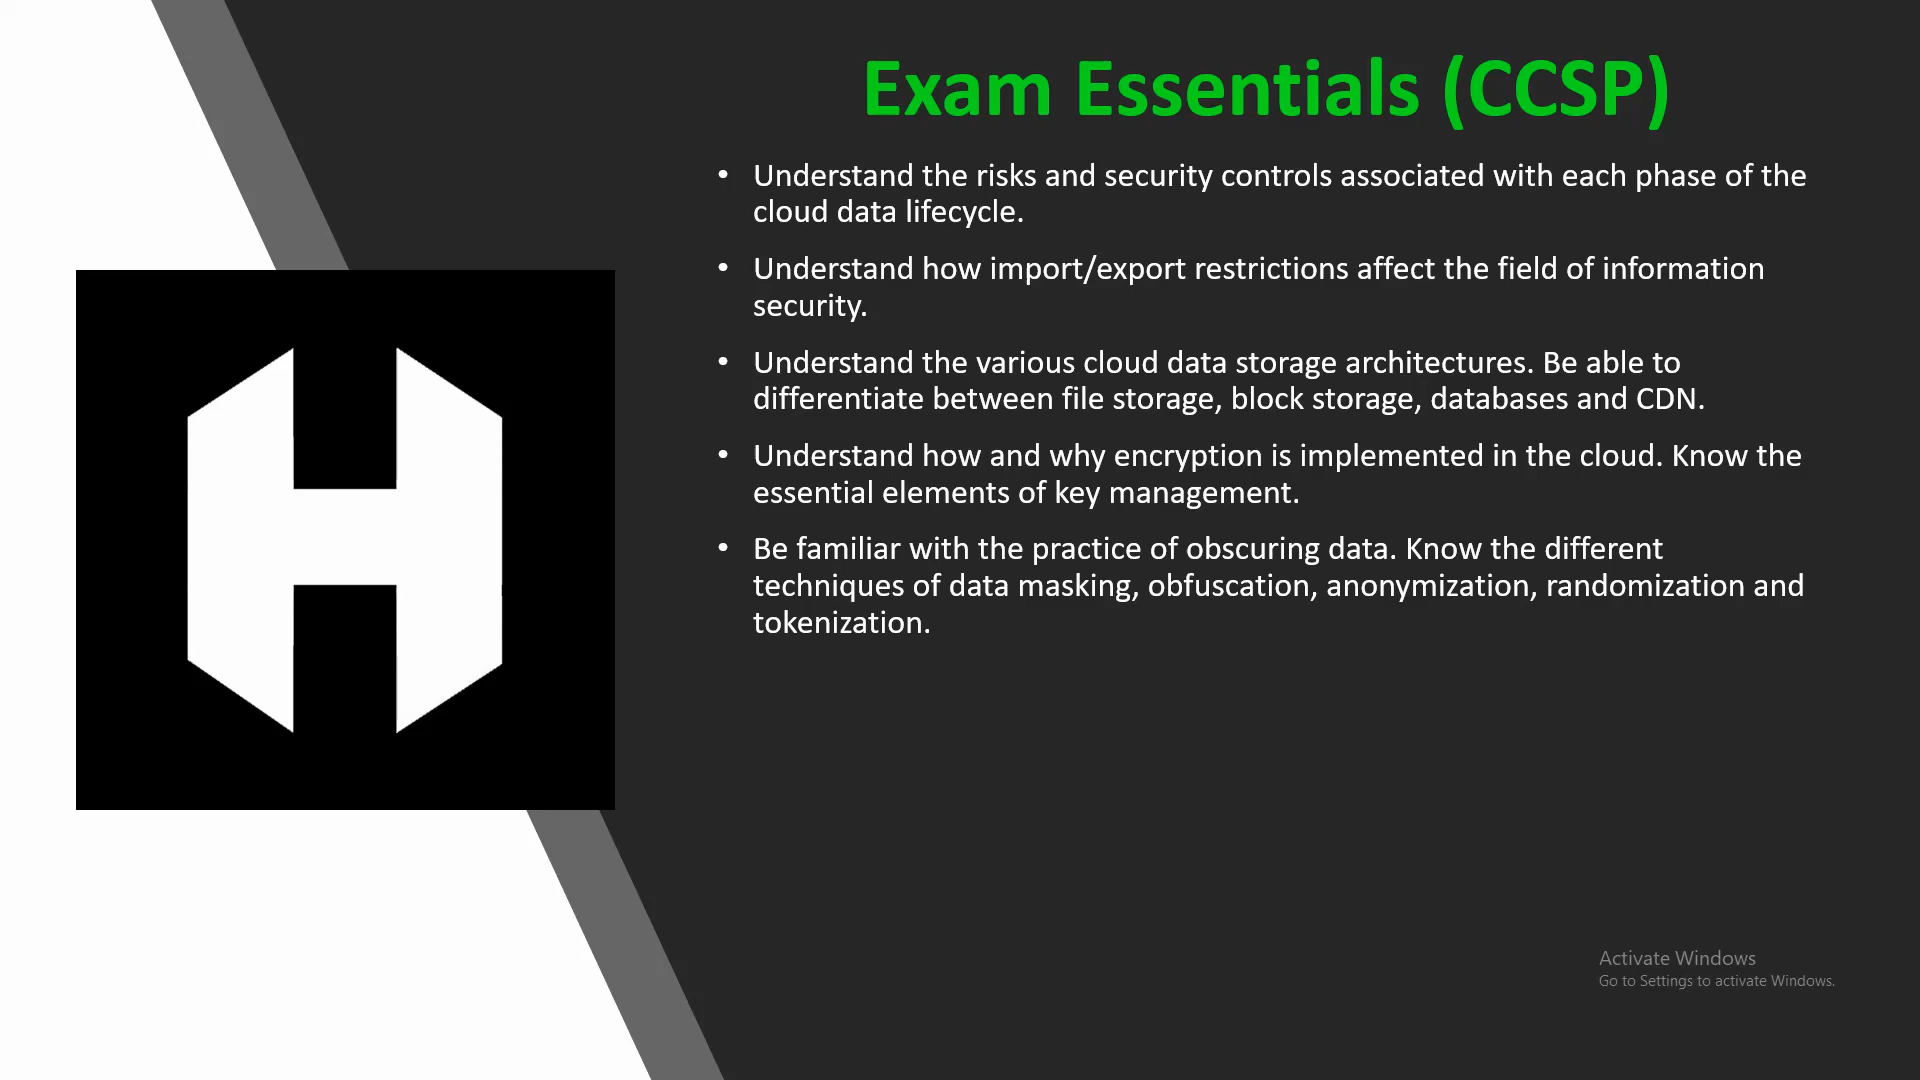 Exam Essentials (CCSP)
• Understand the risks and security controls associated with each phase of the
cloud data lifecycle.
• Understand how import/export restrictions affect the field of information
security.
• Understand the various cloud data storage architectures. Be able to
differentiate between file storage, block storage, databases and CDN.
• Understand how and why encryption is implemented in the cloud. Know the
essential elements of key management.
• Be familiar with the practice of obscuring data. Know the different
techniques of data masking, obfuscation, anonymization, randomization and
tokenization.
H
Activate Windows
Go to Settings to activate Windows.